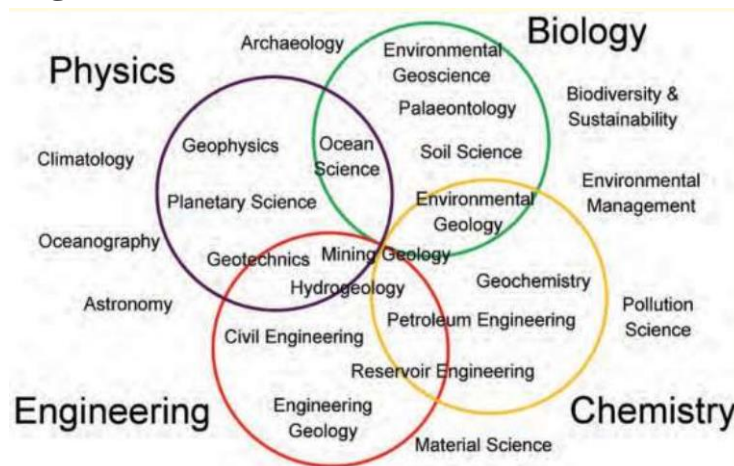 Biology
Archaeology
Environmental
Geoscience
Physics
Palaeontology
Biodiversity &
Sustainability
Geophysics
Ocean
Science
Soil Science
Climatology
Planetary Science
Environmental
Geology
Environmental
Management
Oceanography
Geotechnics
Mining Geology
Hydrogeology
Geochemistry
Astronomy
Petroleum Engineering
Pollution
Science
Civil Engineering
Reservoir Engineering
Engineering
Engineering
Geology
Chemistry
Material Science